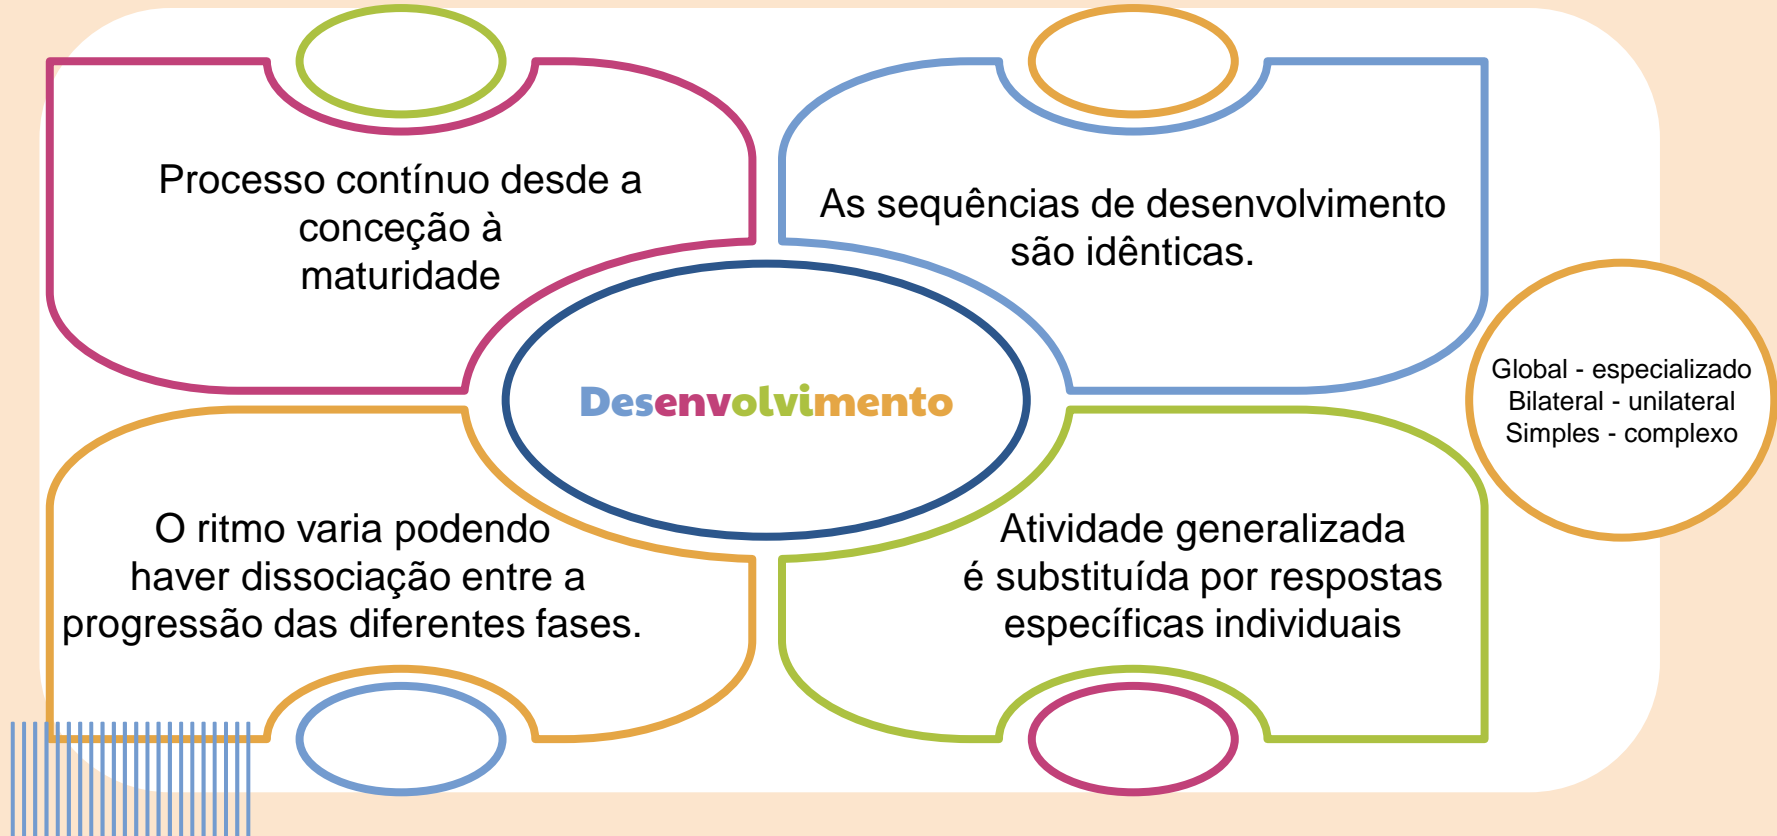 Processo contínuo desde a
conceção à
maturidade
As sequências de desenvolvimento
são idênticas.
Desenvolvimento
Global - especializado
Bilateral - unilateral
Simples - complexo
O ritmo varia podendo
haver dissociação entre a
progressão das diferentes fases.
Atividade generalizada
é substituída por respostas
específicas individuais